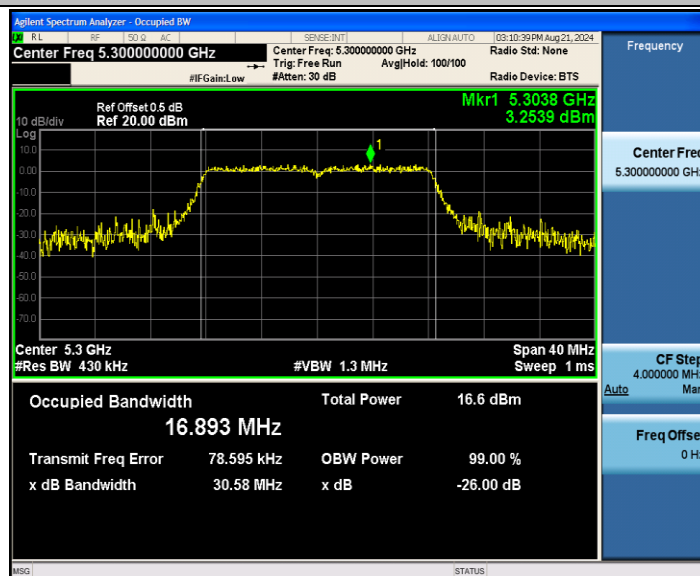 Agilent Spectrum Analyzer - Occupied BW
LXI RL RF 50 Ω AC SENSE:INT ALIGN AUTO 03:10:39 PM Aug 21, 2024
Center Freq 5.300000000 GHz
Center Freq: 5.300000000 GHz
Radio Std: None
Trig: Free Run Avg|Hold: 100/100
#IFGain:Low
#Atten: 30 dB
Radio Device: BTS
Ref Offset 0.5 dB
10 dB/div Ref 20.00 dBm
Mkr1 5.3038 GHz
3.2539 dBm
Log
10.0
0.00
-10.0
-20.0
-30.0
-40.0
-50.0
-60.0
-70.0
1
Center 5.3 GHz Span 40 MHz
#Res BW 430 kHz #VBW 1.3 MHz Sweep 1 ms
Occupied Bandwidth Total Power 16.6 dBm
16.893 MHz
Transmit Freq Error 78.595 kHz OBW Power 99.00 %
x dB Bandwidth 30.58 MHz x dB -26.00 dB
MSG STATUS
Frequency
Center Freq
5.300000000 GHz
CF Step
4.000000 MHz
Auto Man
Freq Offset
0 Hz